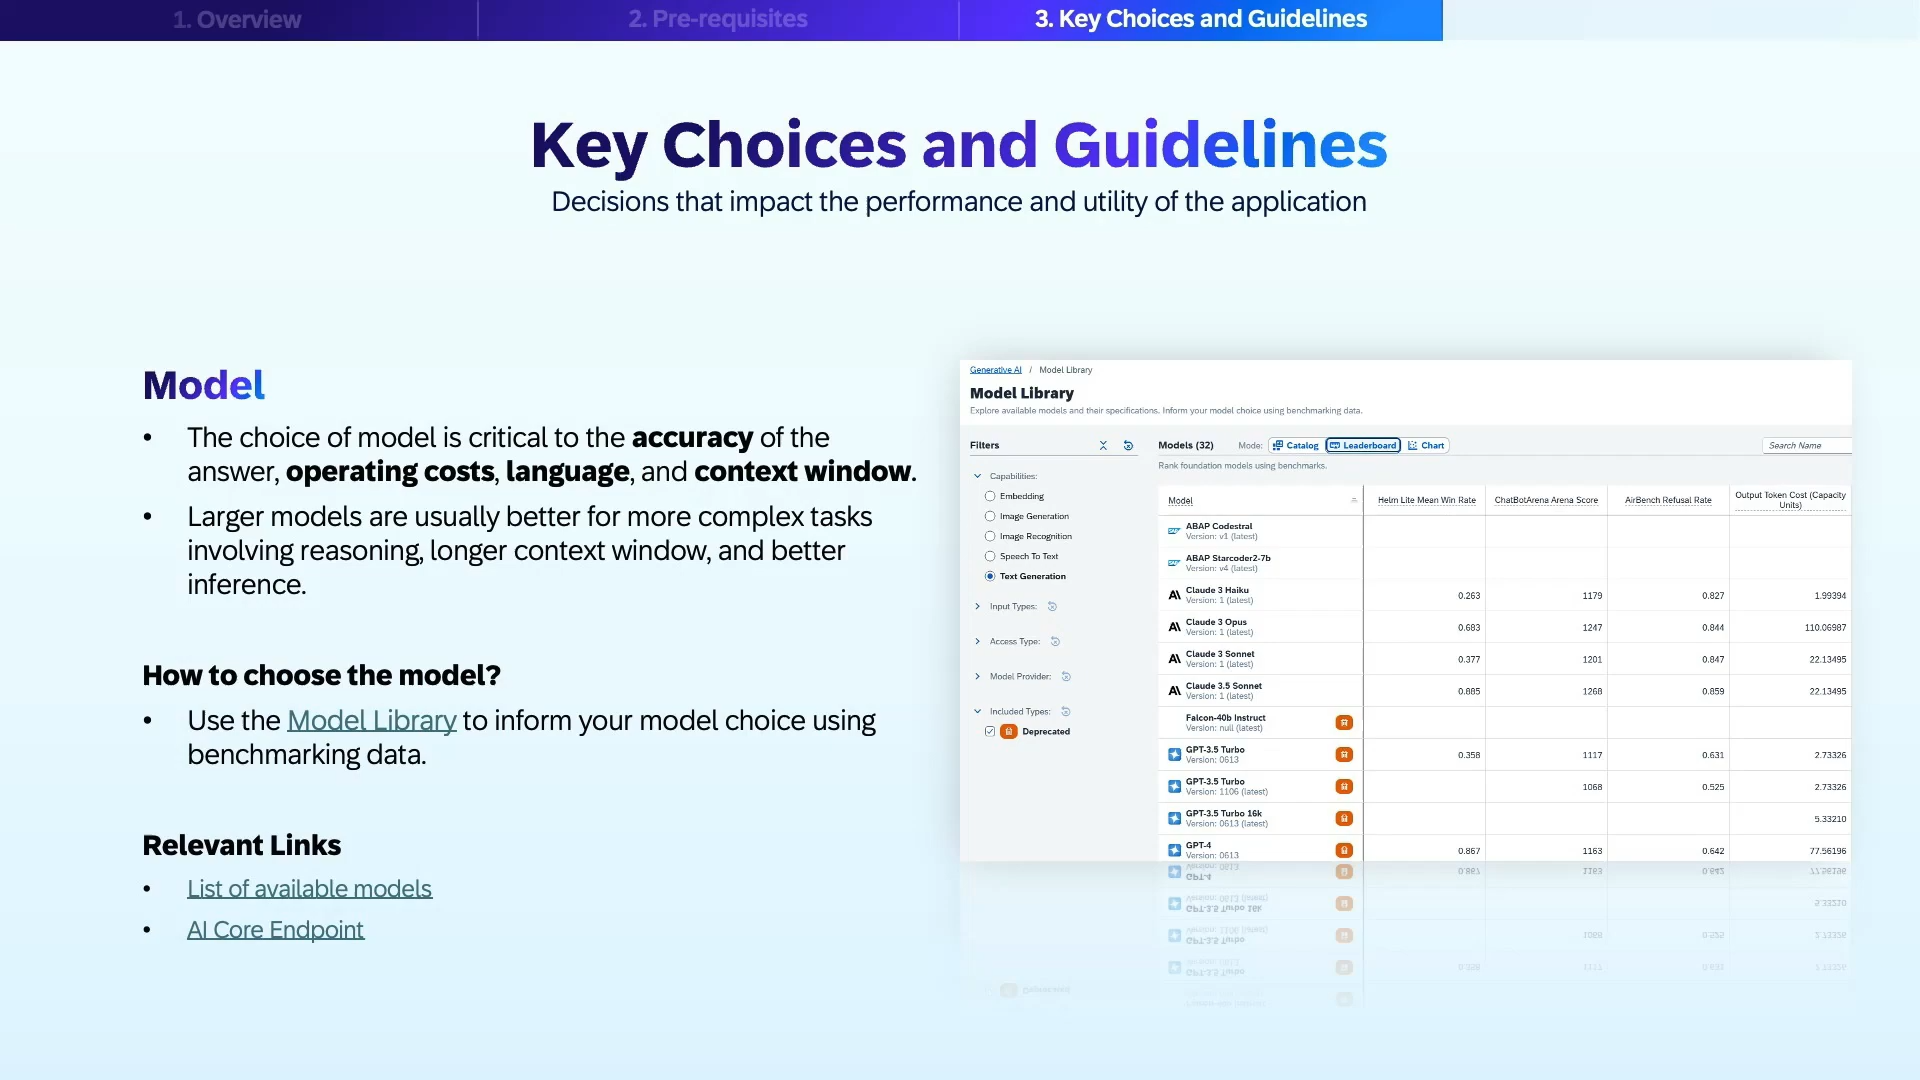 1. Overview
2. Pre-requisites
3. Key Choices and Guidelines
Key Choices and Guidelines
Decisions that impact the performance and utility of the application
Model
• The choice of model is critical to the accuracy of the
answer, operating costs, language, and context window.
• Larger models are usually better for more complex tasks
involving reasoning, longer context window, and better
inference.
How to choose the model?
• Use the Model Library to inform your model choice using
benchmarking data.
Relevant Links
• List of available models
• AI Core Endpoint
Generative AI / Model Library
Model Library
Explore available models and their specifications. Inform your model choice using benchmarking data.
Filters
Capabilities:
Embedding
Image Generation
Image Recognition
Speech To Text
Text Generation
Input Types:
Access Type:
Model Provider:
Included Types:
Deprecated
Models (32) Mode: Catalog Leaderboard Chart Search Name
Rank foundation models using benchmarks.
Model Helm Lite Mean Win Rate ChatBotArena Arena Score AirBench Refusal Rate Output Token Cost (Capacity
Units)
ABAP Codestral
Version: v1 (latest)
ABAP Starcoder2-7b
Version: v4 (latest)
Claude 3 Haiku
Version: 1 (latest)
0.263 1179 0.827 1.99394
Claude 3 Opus
Version: 1 (latest)
0.683 1247 0.844 110.06987
Claude 3 Sonnet
Version: 1 (latest)
0.377 1201 0.847 22.13495
Claude 3.5 Sonnet
Version: 1 (latest)
0.885 1268 0.859 22.13495
Falcon-40b Instruct
Version: null (latest)
GPT-3.5 Turbo
Version: 0613
0.358 1117 0.631 2.73326
GPT-3.5 Turbo
Version: 1106 (latest)
1068 0.525 2.73326
GPT-3.5 Turbo 16k
Version: 0613 (latest)
5.33210
GPT-4
Version: 0613
0.867 1163 0.642 77.56196